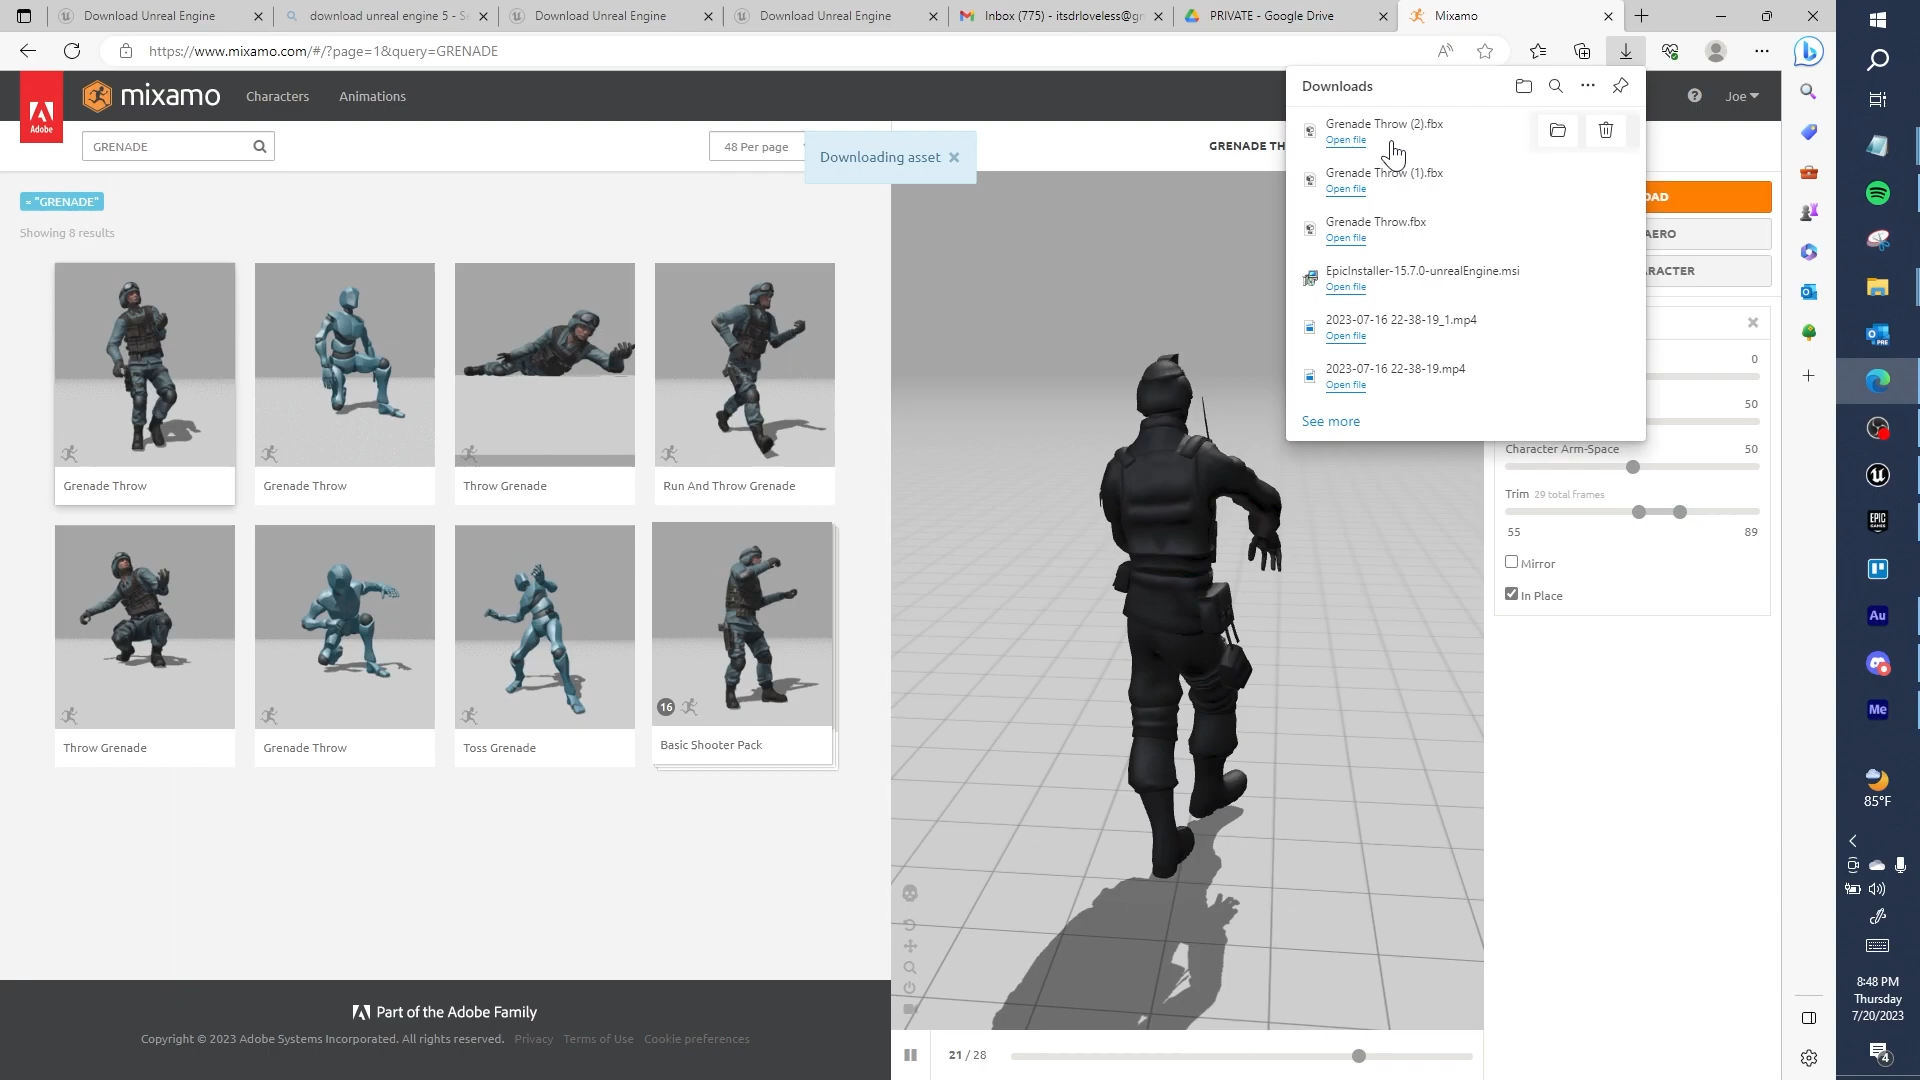 Download Unreal Engine
download unreal engine 5 - Se
Download Unreal Engine
Download Unreal Engine
Inbox (775) - itsdrloveless@gm
PRIVATE - Google Drive
Mixamo
https://www.mixamo.com/#/?page=1&query=GRENADE
Adobe
mixamo
Characters
Animations
Joe
GRENADE
48 Per page
Downloading asset
GRENADE TH
≈ "GRENADE"
Showing 8 results
Grenade Throw
Grenade Throw
Throw Grenade
Run And Throw Grenade
Throw Grenade
Grenade Throw
Toss Grenade
16
Basic Shooter Pack
Downloads
Grenade Throw (2).fbx
Open file
Grenade Throw (1).fbx
Open file
Grenade Throw.fbx
Open file
EpicInstaller-15.7.0-unrealEngine.msi
Open file
2023-07-16 22-38-19_1.mp4
Open file
2023-07-16 22-38-19.mp4
Open file
See more
OAD
AERO
RACTER
0
50
Character Arm-Space 50
Trim 29 total frames
55 89
Mirror
In Place
21 / 28
Part of the Adobe Family
Copyright © 2023 Adobe Systems Incorporated. All rights reserved. Privacy Terms of Use Cookie preferences
EPIC
GAMES
Au
Me
PRE
85°F
8:48 PM
Thursday
7/20/2023
4